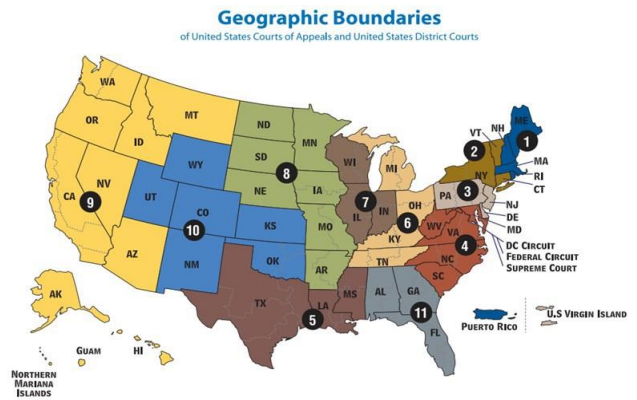 Geographic Boundaries
of United States Courts of Appeals and United States District Courts
WA
OR
MT
ID
ND
MN
VT
NH
ME
1
2
WY
SD
WI
MI
NY
MA
RI
CT
8
NE
IA
PA
3
NV
CA
9
UT
CO
10
KS
MO
7
IL
IN
OH
6
NJ
DE
MD
WV
VA
4
KY
DC CIRCUIT
FEDERAL CIRCUIT
SUPREME COURT
AZ
NM
OK
AR
TN
NC
SC
AK
TX
LA
5
MS
AL
GA
11
FL
PUERTO RICO
U.S VIRGIN ISLAND
GUAM
HI
NORTHERN
MARIANA
ISLANDS